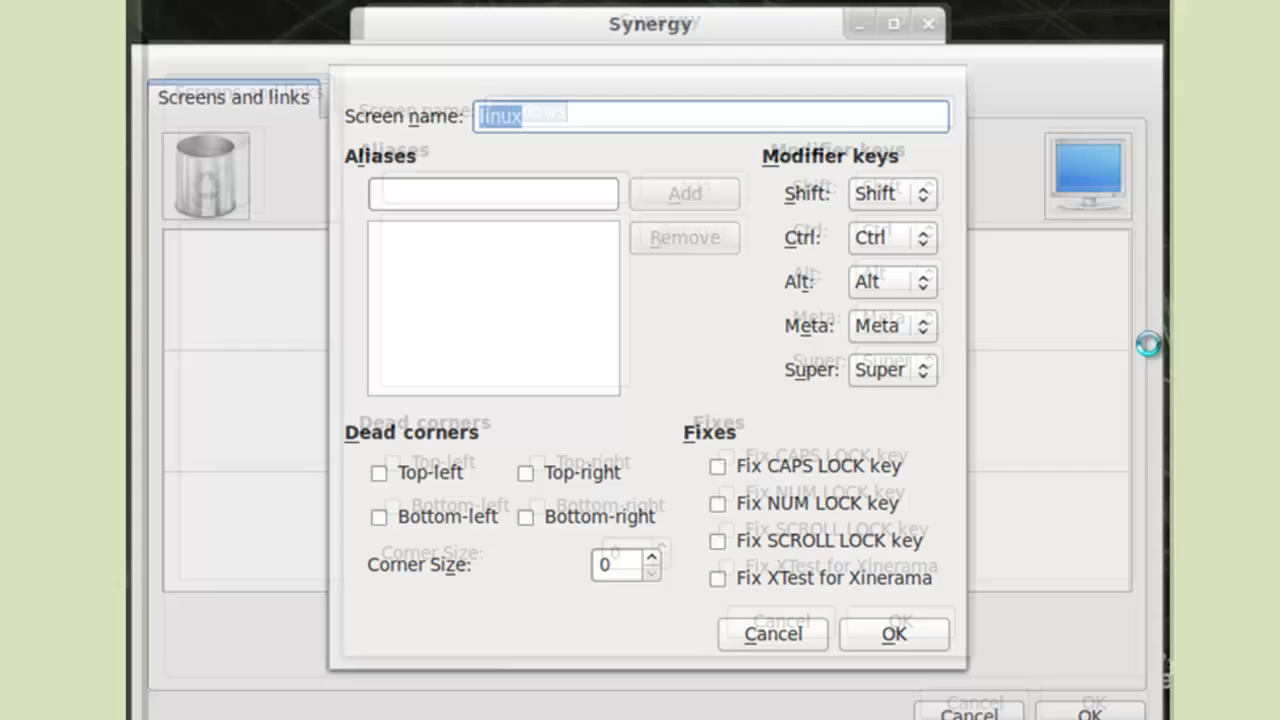 Synergy
Screens and links
Screen name: linux
Aliases
Modifier keys
Add
Shift: Shift
Remove
Ctrl: Ctrl
Alt: Alt
Meta: Meta
Super: Super
Dead corners
Fixes
Top-left Top-right
Fix CAPS LOCK key
Bottom-left Bottom-right
Fix NUM LOCK key
Fix SCROLL LOCK key
Corner Size: 0
Fix XTest for Xinerama
Cancel OK
Cancel OK